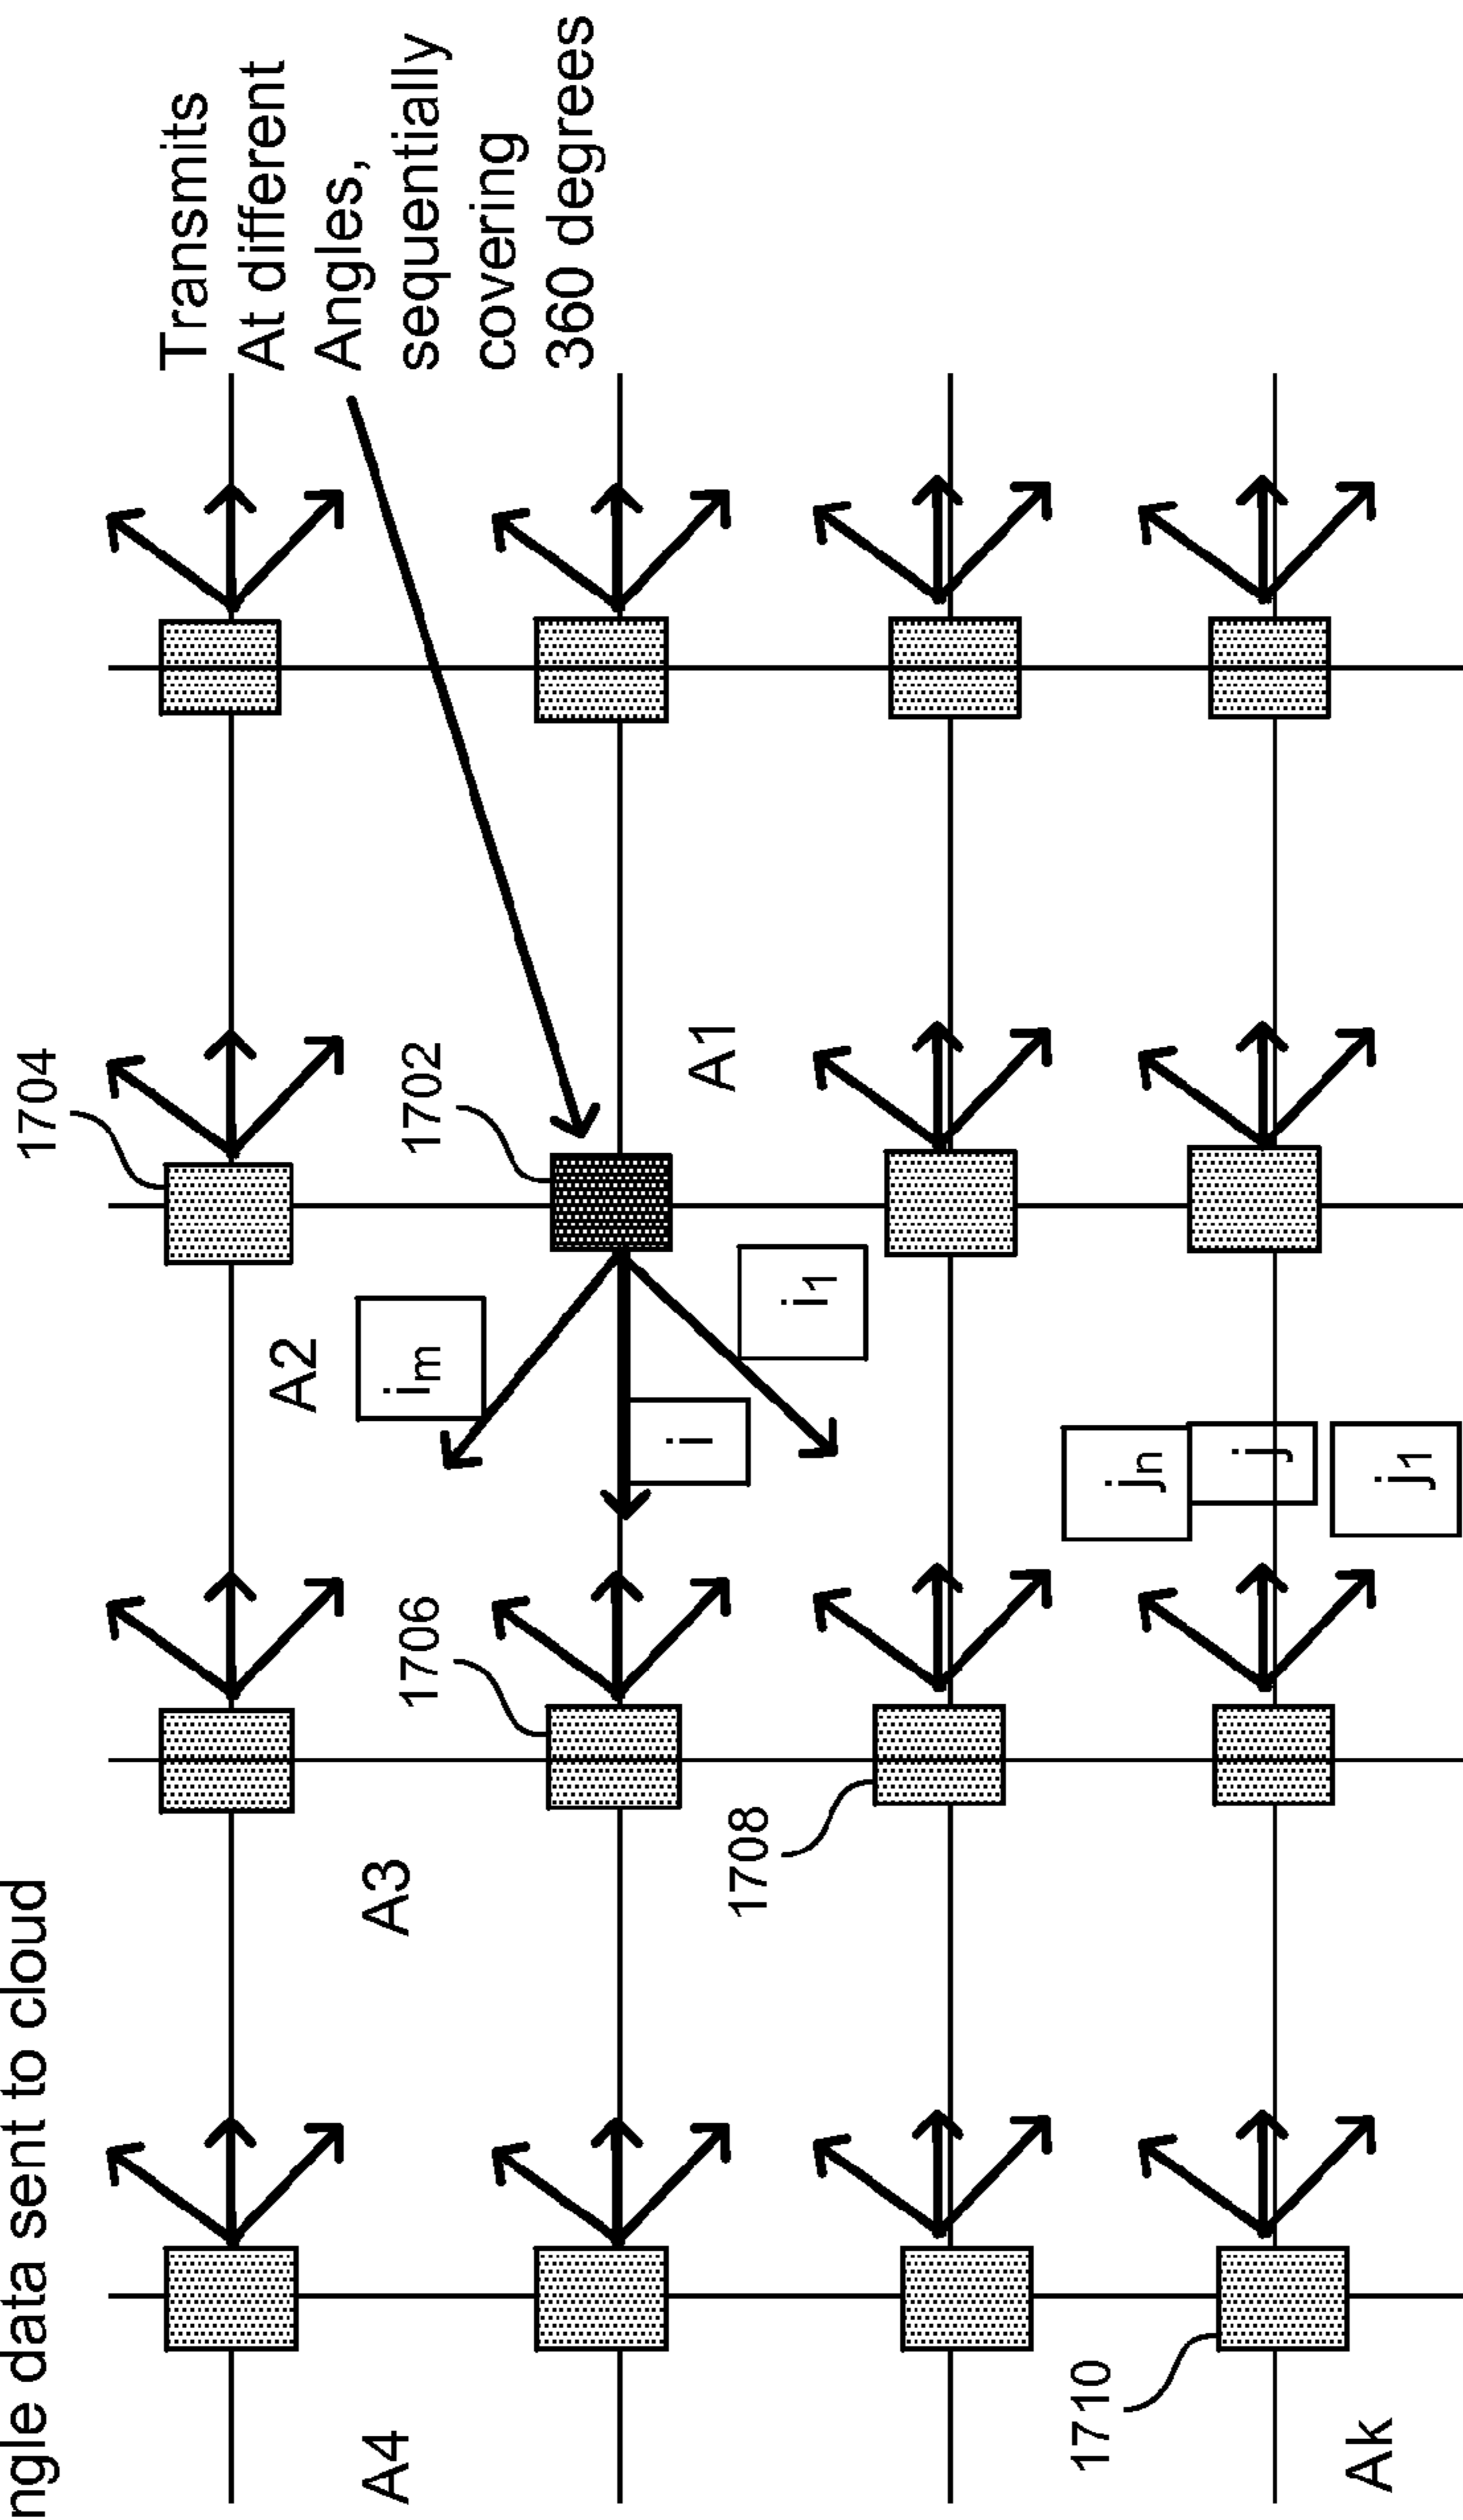 ngle data sent to cloud
1704
Transmits
At different
Angles,
sequentially
covering
360 degrees
A2
A4
A3
im
1706
1702
i
A1
1708
i1
1710
jn
j
Ak
j1